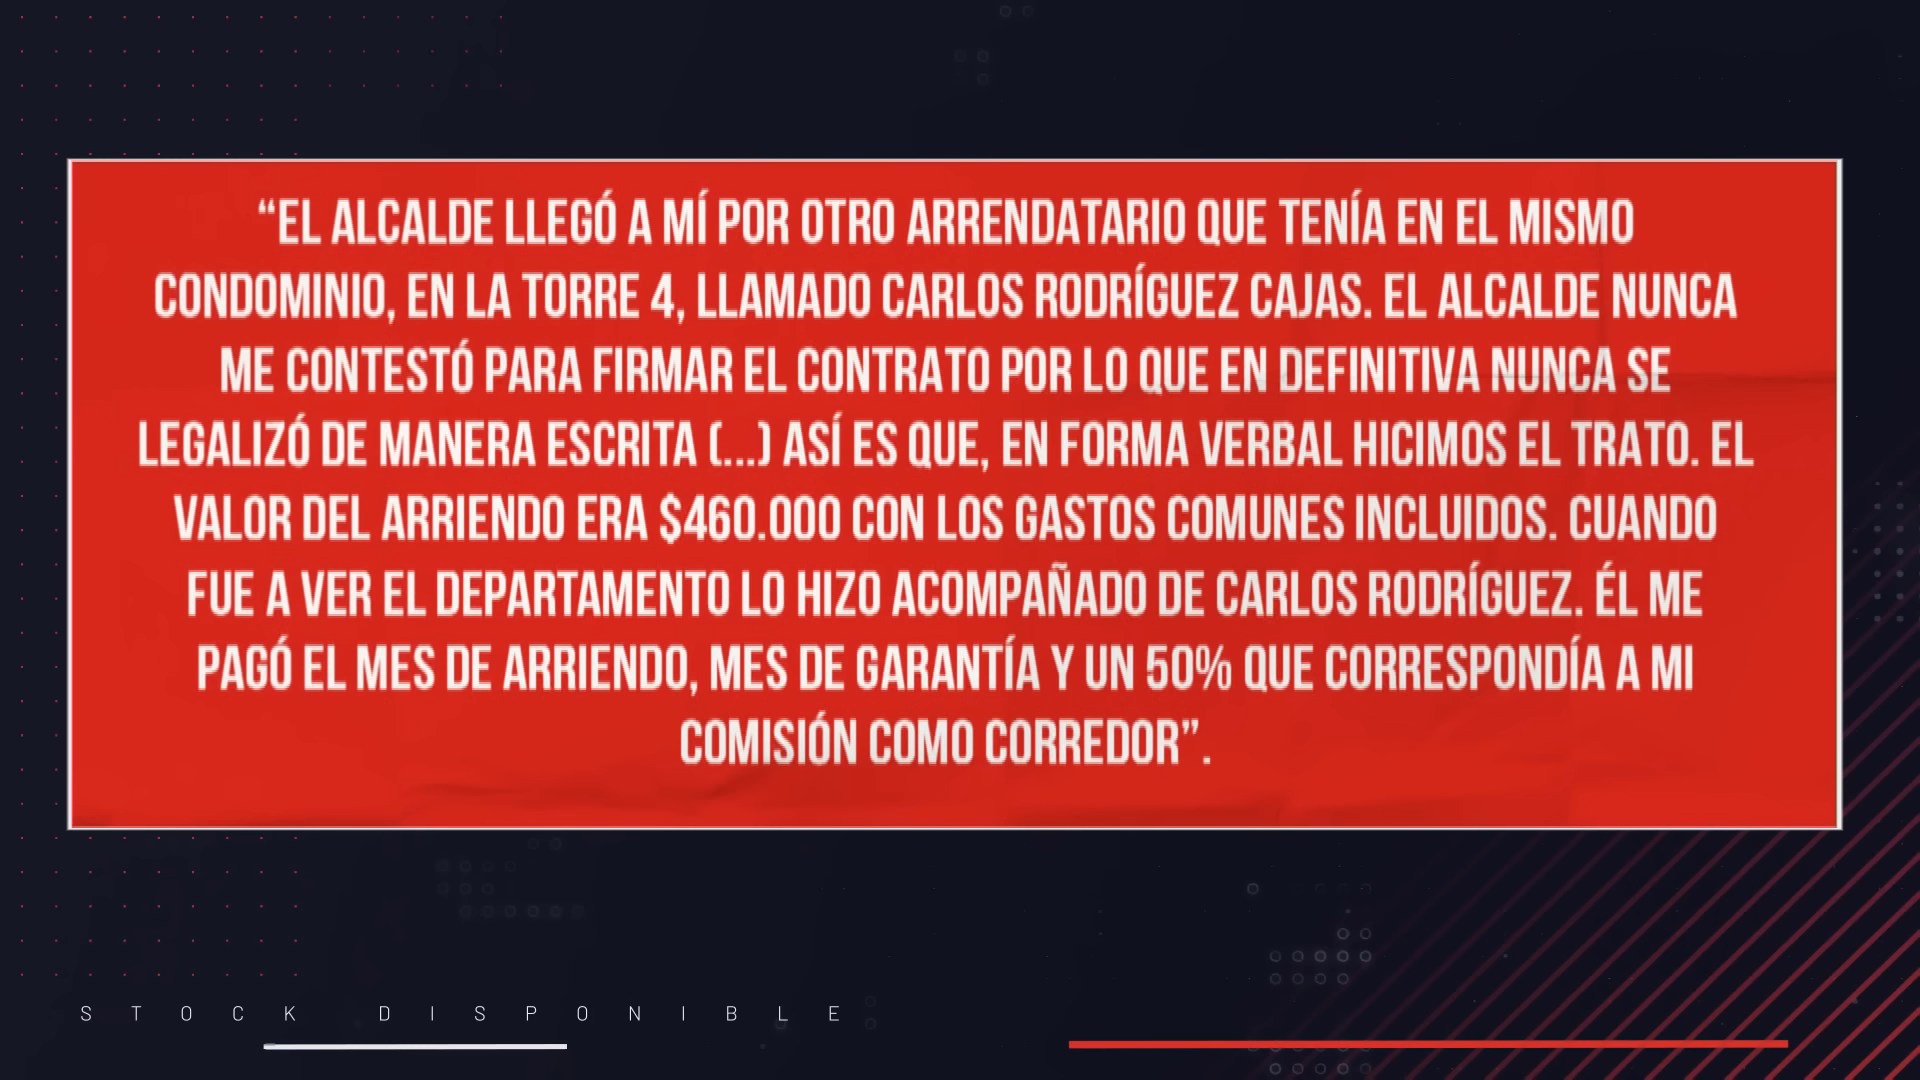 “EL ALCALDE LLEGÓ A MÍ POR OTRO ARRENDATARIO QUE TENÍA EN EL MISMO
CONDOMINIO, EN LA TORRE 4, LLAMADO CARLOS RODRÍGUEZ CAJAS. EL ALCALDE NUNCA
ME CONTESTÓ PARA FIRMAR EL CONTRATO POR LO QUE EN DEFINITIVA NUNCA SE
LEGALIZÓ DE MANERA ESCRITA (...) ASÍ ES QUE, EN FORMA VERBAL HICIMOS EL TRATO. EL
VALOR DEL ARRIENDO ERA $460.000 CON LOS GASTOS COMUNES INCLUIDOS. CUANDO
FUE A VER EL DEPARTAMENTO LO HIZO ACOMPAÑADO DE CARLOS RODRÍGUEZ. ÉL ME
PAGÓ EL MES DE ARRIENDO, MES DE GARANTÍA Y UN 50% QUE CORRESPONDÍA A MI
COMISIÓN COMO CORREDOR”.
STOCK DISPONIBLE